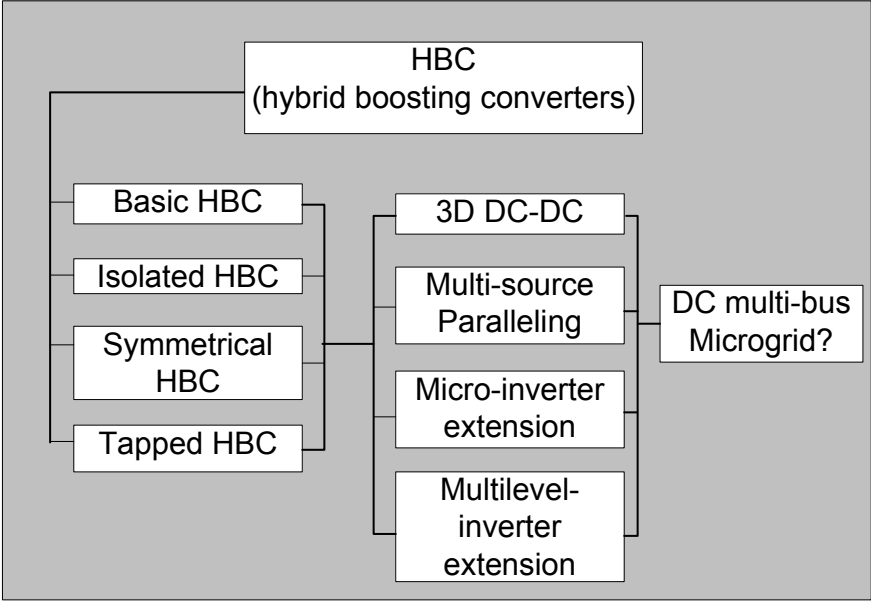 HBC
(hybrid boosting converters)
Basic HBC
Isolated HBC
Symmetrical
HBC
Tapped HBC
3D DC-DC
Multi-source
Paralleling
Micro-inverter
extension
Multilevel-
inverter
extension
DC multi-bus
Microgrid?